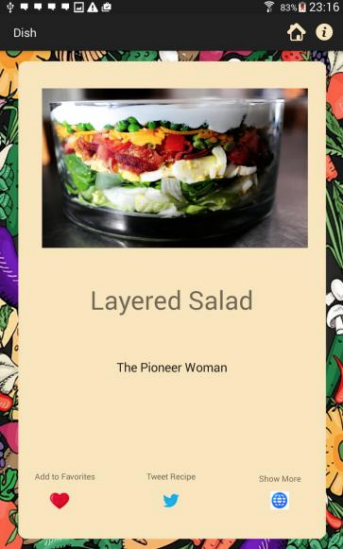 83% 23:16
Dish
Layered Salad
The Pioneer Woman
Add to Favorites Tweet Recipe Show More